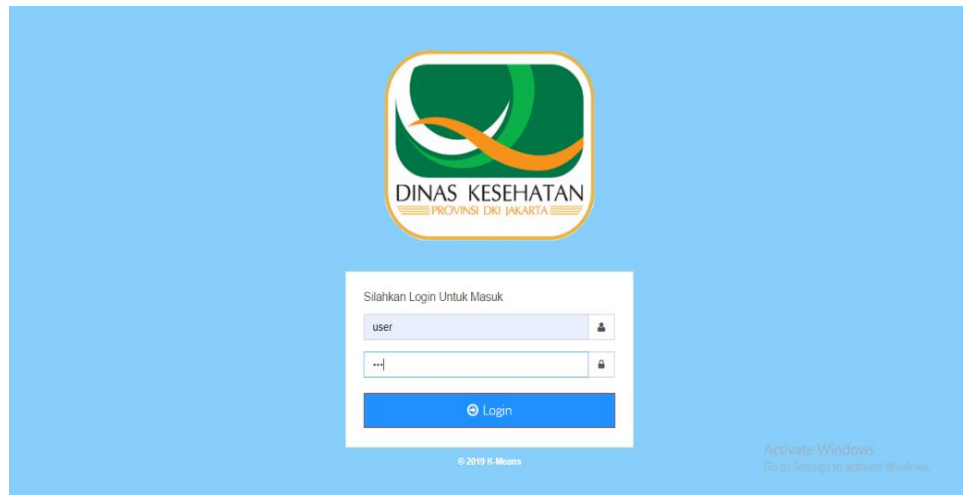 DINAS KESEHATAN
PROVINSI DKI JAKARTA
Silahkan Login Untuk Masuk
user
•••
Login
© 2019 K-Means
Activate Windows
Go to Settings to activate Windows.